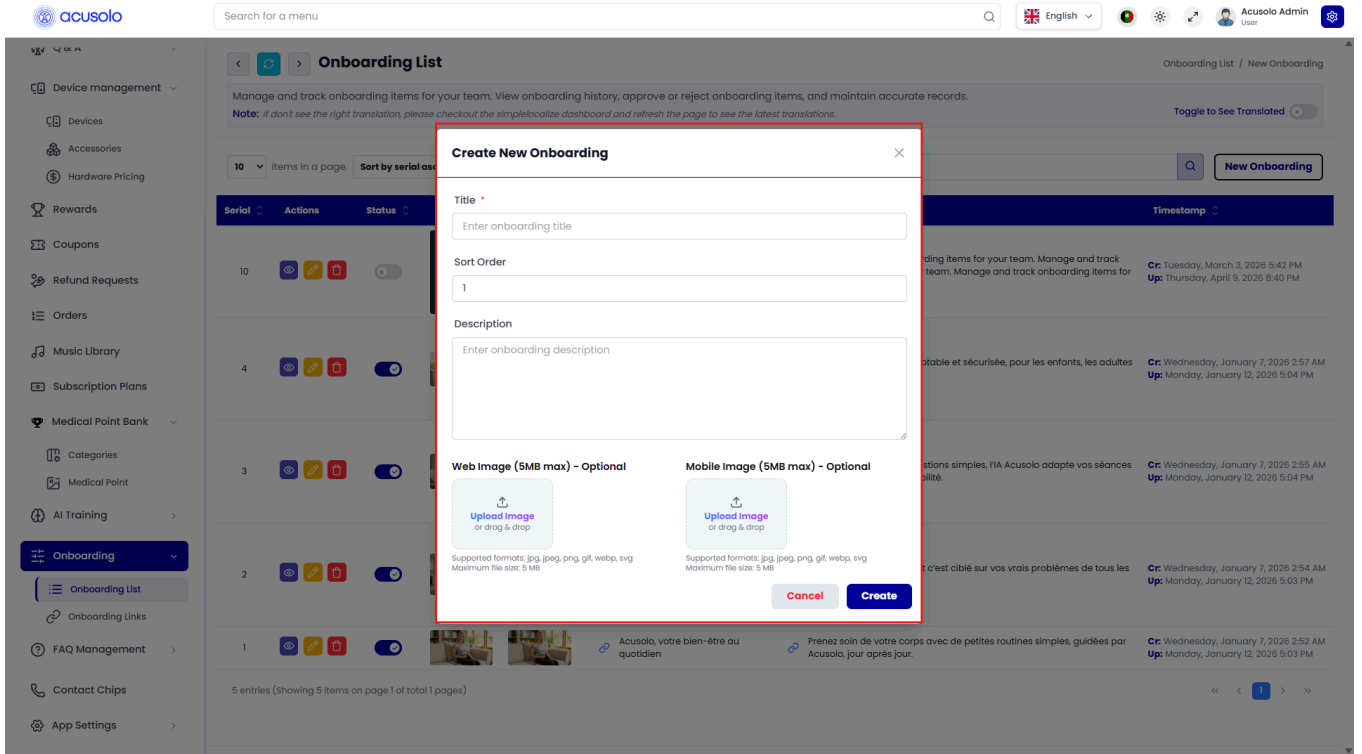 acusolo
Search for a menu
English
Acusolo Admin
User
Q & A
Device management
Devices
Accessories
Hardware Pricing
Rewards
Coupons
Refund Requests
Orders
Music Library
Subscription Plans
Medical Point Bank
Categories
Medical Point
AI Training
Onboarding
Onboarding List
Onboarding Links
FAQ Management
Contact Chips
App Settings
Onboarding List
Onboarding List / New Onboarding
Manage and track onboarding items for your team. View onboarding history, approve or reject onboarding items, and maintain accurate records.
Note: if don't see the right translation, please checkout the simplelocalize dashboard and refresh the page to see the latest translations.
Toggle to See Translated
10 items in a page. Sort by serial asc
New Onboarding
Serial Actions Status Timestamp
10
items for your team. Manage and track
team. Manage and track onboarding items for
Cr: Tuesday, March 3, 2026 5:42 PM
Up: Thursday, April 9, 2026 8:40 PM
4
et sécurisée, pour les enfants, les adultes
Cr: Wednesday, January 7, 2026 2:57 AM
Up: Monday, January 12, 2026 5:04 PM
3
simples, l'IA Acusolo adapte vos séances
Cr: Wednesday, January 7, 2026 2:55 AM
Up: Monday, January 12, 2026 5:04 PM
2
c'est ciblé sur vos vrais problèmes de tous les
Cr: Wednesday, January 7, 2026 2:54 AM
Up: Monday, January 12, 2026 5:03 PM
1
Acusolo, votre bien-être au
quotidien
Prenez soin de votre corps avec de petites routines simples, guidées par
Acusolo, jour après jour.
Cr: Wednesday, January 7, 2026 2:52 AM
Up: Monday, January 12, 2026 5:03 PM
5 entries (Showing 5 items on page 1 of total 1 pages)
« < 1 > »
Create New Onboarding
Title *
Enter onboarding title
Sort Order
1
Description
Enter onboarding description
Web Image (5MB max) - Optional
Upload Image
or drag & drop
Supported formats: jpg, jpeg, png, gif, webp, svg
Maximum file size: 5 MB
Mobile Image (5MB max) - Optional
Upload Image
or drag & drop
Supported formats: jpg, jpeg, png, gif, webp, svg
Maximum file size: 5 MB
Cancel
Create